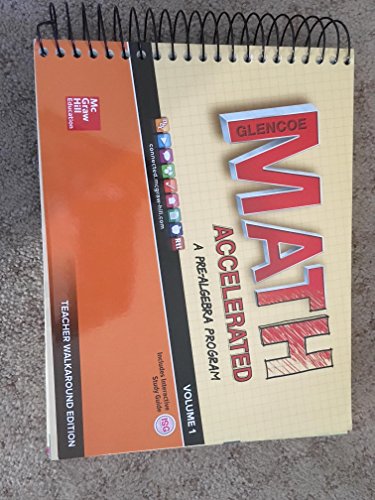 GLENCOE
MATH
ACCELERATED
A PRE-ALGEBRA PROGRAM
connected.mcgraw-hill.com
Mc
Graw
Hill
Education
VOLUME 1
Includes Interactive
Study Guide
ISG
TEACHER WALKAROUND EDITION